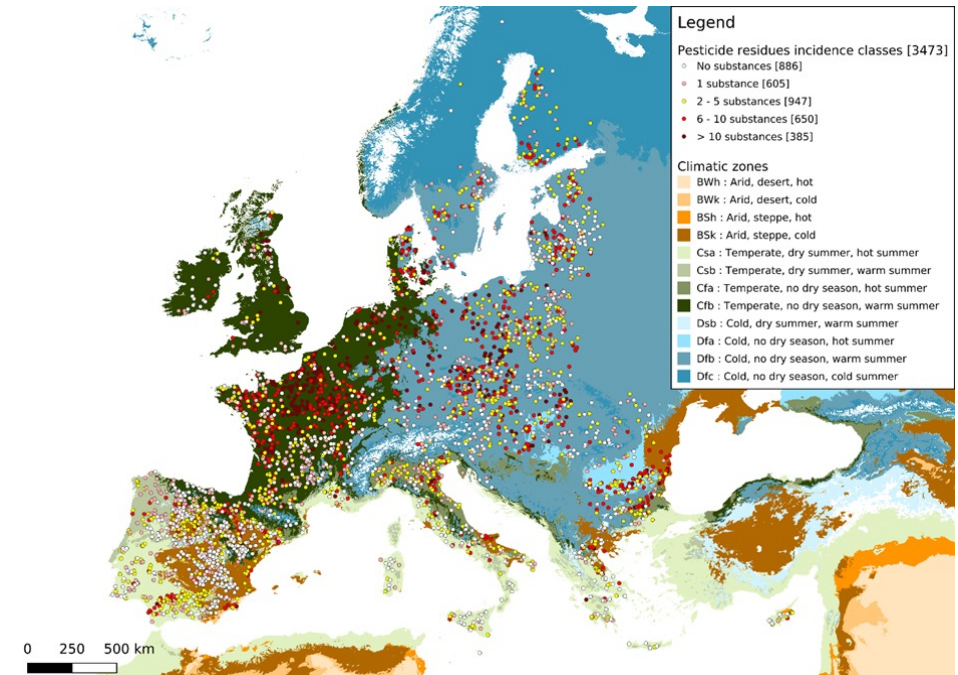 Legend
Pesticide residues incidence classes [3473]
No substances [886]
1 substance [605]
2 - 5 substances [947]
6 - 10 substances [650]
> 10 substances [385]
Climatic zones
BWh : Arid, desert, hot
BWk : Arid, desert, cold
BSh : Arid, steppe, hot
BSk : Arid, steppe, cold
Csa : Temperate, dry summer, hot summer
Csb : Temperate, dry summer, warm summer
Cfa : Temperate, no dry season, hot summer
Cfb : Temperate, no dry season, warm summer
Dsb : Cold, dry summer, warm summer
Dfa : Cold, no dry season, hot summer
Dfb : Cold, no dry season, warm summer
Dfc : Cold, no dry season, cold summer
0 250 500 km